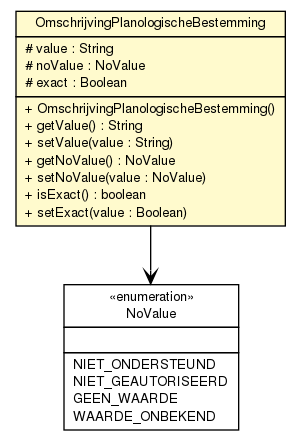 OmschrijvingPlanologischeBestemming
# value : String
# noValue : NoValue
# exact : Boolean
+ OmschrijvingPlanologischeBestemming()
+ getValue() : String
+ setValue(value : String)
+ getNoValue() : NoValue
+ setNoValue(value : NoValue)
+ isExact() : boolean
+ setExact(value : Boolean)
«enumeration»
NoValue
NIET_ONDERSTEUND
NIET_GEAUTORISEERD
GEEN_WAARDE
WAARDE_ONBEKEND